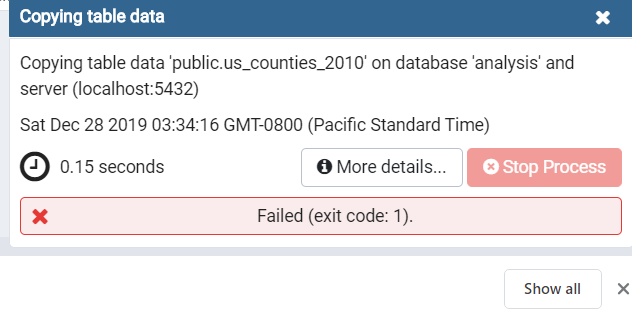 Copying table data
Copying table data 'public.us_counties_2010' on database 'analysis' and
server (localhost:5432)
Sat Dec 28 2019 03:34:16 GMT-0800 (Pacific Standard Time)
0.15 seconds
More details...
Stop Process
Failed (exit code: 1).
Show all